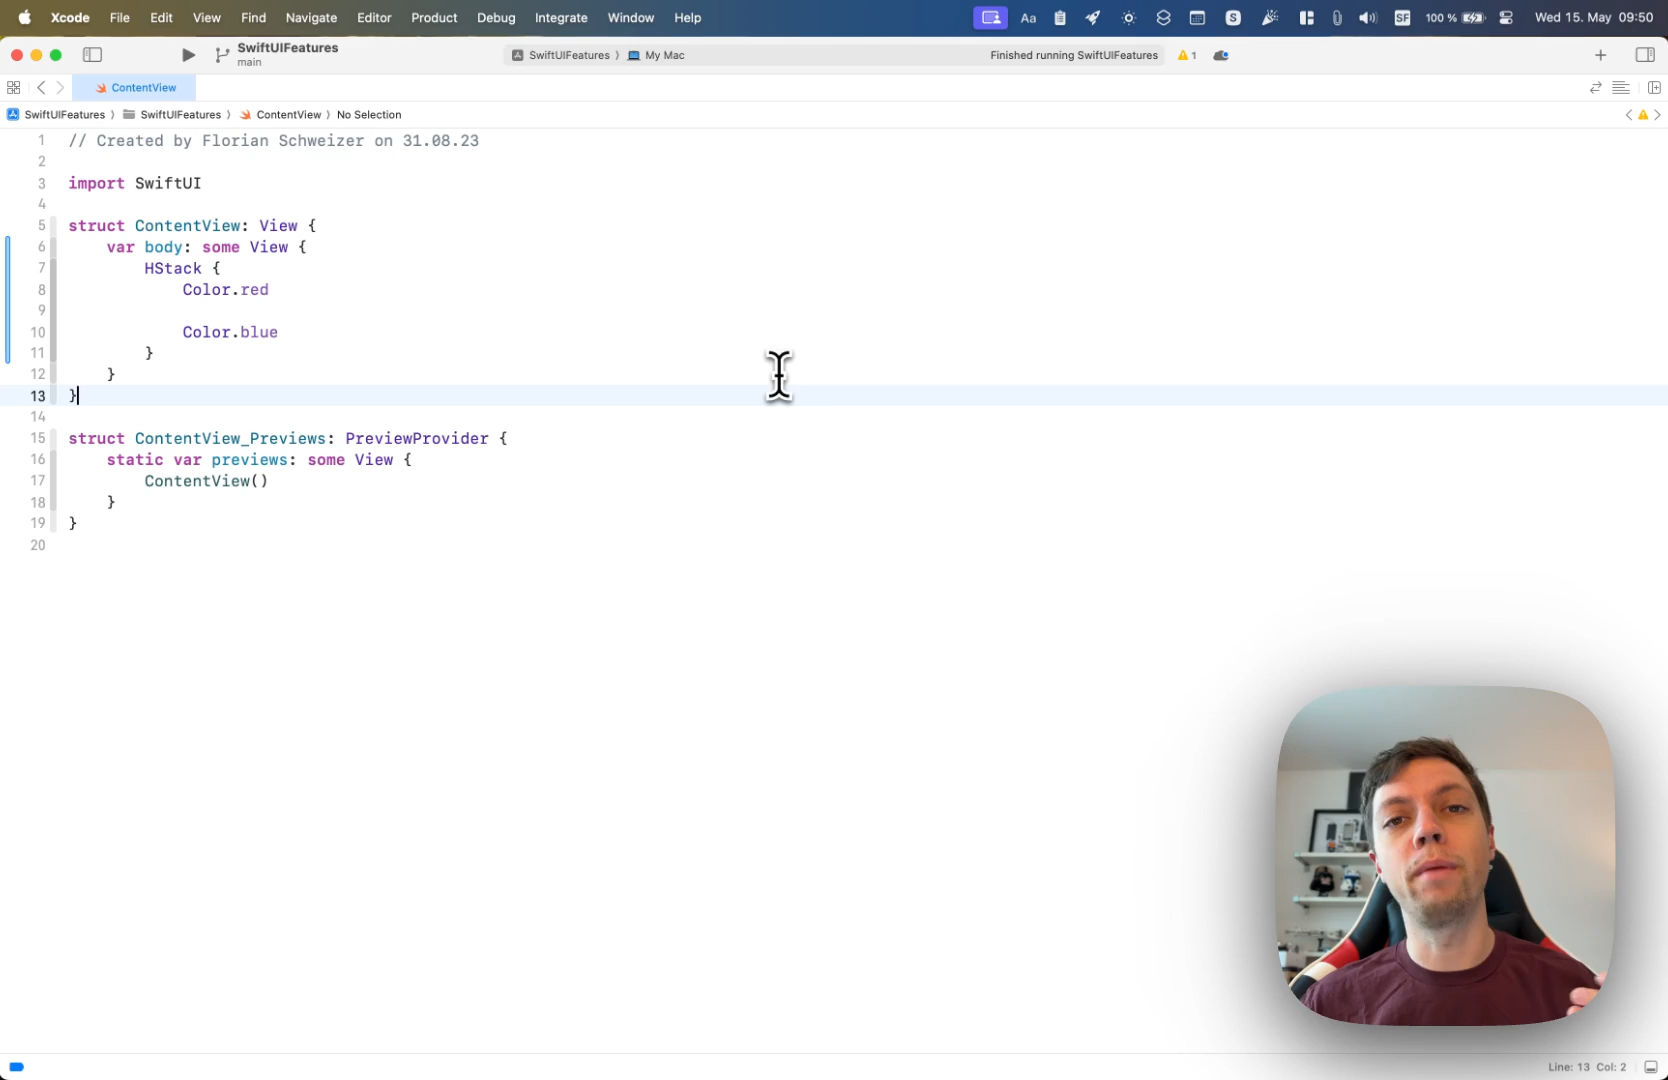 Xcode File Edit View Find Navigate Editor Product Debug Integrate Window Help Aa S SF 100 % Wed 15. May 09:50
SwiftUIFeatures
main
SwiftUIFeatures 〉 My Mac
Finished running SwiftUIFeatures 1
ContentView
SwiftUIFeatures 〉 SwiftUIFeatures 〉 ContentView 〉 No Selection
1 // Created by Florian Schweizer on 31.08.23
2
3 import SwiftUI
4
5 struct ContentView: View {
6 var body: some View {
7 HStack {
8 Color.red
9
10 Color.blue
11 }
12 }
13 }
14
15 struct ContentView_Previews: PreviewProvider {
16 static var previews: some View {
17 ContentView()
18 }
19 }
20
Line: 13 Col: 2